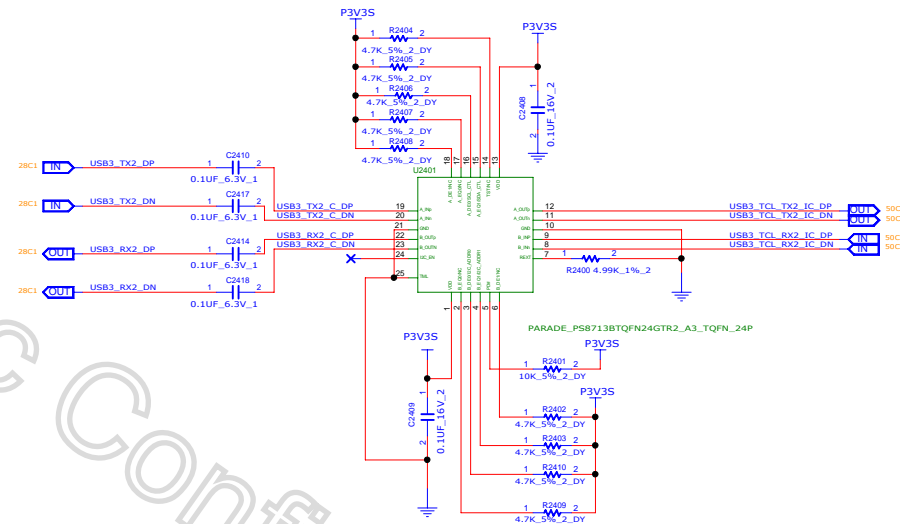 P3V3S
P3V3S
1 R2404 2
4.7K_5%_2_DY
1 R2405 2
4.7K_5%_2_DY
1 R2406 2
4.7K_5%_2_DY
1 R2407 2
4.7K_5%_2_DY
1 R2408 2
4.7K_5%_2_DY
1
C2408
2
0.1UF_16V_2
18 17 16 15 14 13
U2401
28C1 IN USB3_TX2_DP 1 C2410 2
0.1UF_6.3V_1
28C1 IN USB3_TX2_DN 1 C2417 2
0.1UF_6.3V_1
28C1 OUT USB3_RX2_DP 1 C2414 2
0.1UF_6.3V_1
28C1 OUT USB3_RX2_DN 1 C2418 2
0.1UF_6.3V_1
USB3_TX2_C_DP 19
USB3_TX2_C_DN 20
21
USB3_RX2_C_DP 22
USB3_RX2_C_DN 23
24
25
12 USB3_TCL_TX2_IC_DP OUT 50C
11 USB3_TCL_TX2_IC_DN OUT 50C
10
9 USB3_TCL_RX2_IC_DP IN 50C
8 USB3_TCL_RX2_IC_DN IN 50C
7 1 2
R2400 4.99K_1%_2
1 2 3 4 5 6
PARADE_PS8713BTQFN24GTR2_A3_TQFN_24P
P3V3S
1
C2409
2
0.1UF_16V_2
P3V3S
1 R2401 2
10K_5%_2_DY
P3V3S
1 R2402 2
4.7K_5%_2_DY
1 R2403 2
4.7K_5%_2_DY
1 R2410 2
4.7K_5%_2_DY
1 R2409 2
4.7K_5%_2_DY